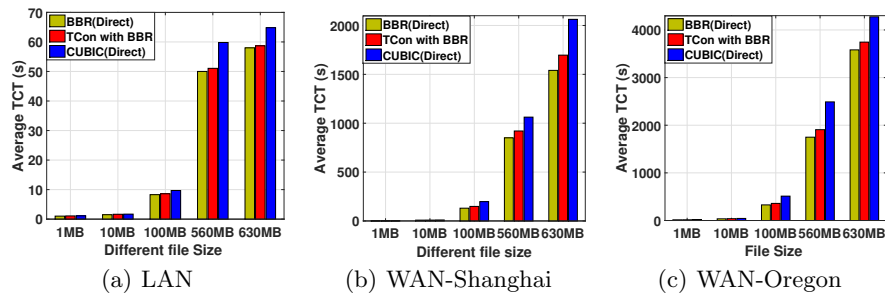 BBR(Direct)
TCon with BBR
CUBIC(Direct)
Average TCT (s)
70
60
50
40
30
20
10
0
1MB 10MB 100MB 560MB 630MB
Different file Size
(a) LAN
BBR(Direct)
TCon with BBR
CUBIC(Direct)
Average TCT (s)
2000
1500
1000
500
0
1MB 10MB 100MB 560MB 630MB
Different file size
(b) WAN-Shanghai
BBR(Direct)
TCon with BBR
CUBIC(Direct)
Average TCT (s)
4000
3000
2000
1000
0
1MB 10MB 100MB 560MB 630MB
File Size
(c) WAN-Oregon